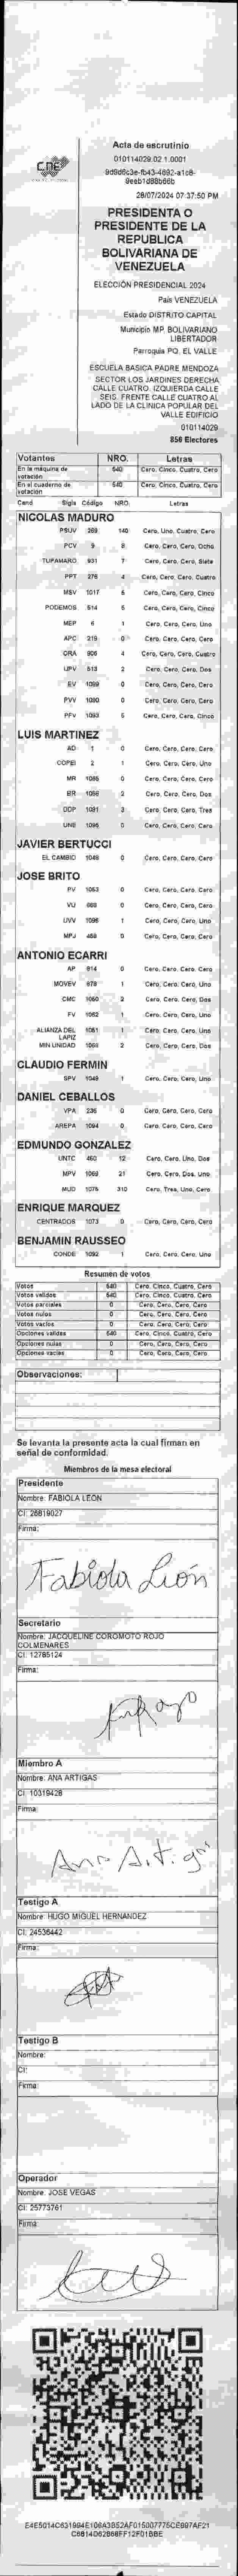 CNE
Acta de escrutinio
010114029.02.1.0001
28/07/2024 07:37:50 PM
PRESIDENTA O
PRESIDENTE DE LA
REPUBLICA
BOLIVARIANA DE
VENEZUELA
ELECCIÓN PRESIDENCIAL 2024
País VENEZUELA
Estado DISTRITO CAPITAL
Municipio MP. BOLIVARIANO
LIBERTADOR
Parroquia PQ. EL VALLE
ESCUELA BASICA PADRE MENDOZA
SECTOR LOS JARDINES DERECHA
CALLE CUATRO. IZQUIERDA CALLE
SEIS. FRENTE CALLE CUATRO AL
LADO DE LA CLINICA POPULAR DEL
VALLE EDIFICIO
010114029
856 Electores
Votantes NRO. Letras
En la máquina de votación 540 Cero, Cinco, Cuatro, Cero
En el cuaderno de votación 540 Cero, Cinco, Cuatro, Cero
Cand Sigla Código NRO. Letras
NICOLAS MADURO
PSUV 269 140 Cero, Uno, Cuatro, Cero
PCV 9 8 Cero, Cero, Cero, Ocho
TUPAMARO 931 7 Cero, Cero, Cero, Siete
PPT 276 4 Cero, Cero, Cero, Cuatro
MSV 1017 5 Cero, Cero, Cero, Cinco
PODEMOS 514 5 Cero, Cero, Cero, Cinco
MEP 6 1 Cero, Cero, Cero, Uno
APC 219 0 Cero, Cero, Cero, Cero
ORA 906 4 Cero, Cero, Cero, Cuatro
UPV 513 2 Cero, Cero, Cero, Dos
EV 1089 0 Cero, Cero, Cero, Cero
PVV 1090 0 Cero, Cero, Cero, Cero
PFV 1093 5 Cero, Cero, Cero, Cinco
LUIS MARTINEZ
AD 1 0 Cero, Cero, Cero, Cero
COPEI 2 1 Cero, Cero, Cero, Uno
MR 1085 0 Cero, Cero, Cero, Cero
BR 1056 2 Cero, Cero, Cero, Dos
DDP 1081 3 Cero, Cero, Cero, Tres
UNE 1095 0 Cero, Cero, Cero, Cero
JAVIER BERTUCCI
EL CAMBIO 1048 0 Cero, Cero, Cero, Cero
JOSE BRITO
PV 1053 0 Cero, Cero, Cero, Cero
VU 869 0 Cero, Cero, Cero, Cero
UVV 1096 1 Cero, Cero, Cero, Uno
MPJ 468 0 Cero, Cero, Cero, Cero
ANTONIO ECARRI
AP 914 0 Cero, Cero, Cero, Cero
MOVEV 878 1 Cero, Cero, Cero, Uno
CMC 1050 2 Cero, Cero, Cero, Dos
FV 1062 1 Cero, Cero, Cero, Uno
ALIANZA DEL LAPIZ 1051 1 Cero, Cero, Cero, Uno
MIN UNIDAD 1068 2 Cero, Cero, Cero, Dos
CLAUDIO FERMIN
SPV 1049 1 Cero, Cero, Cero, Uno
DANIEL CEBALLOS
VPA 236 0 Cero, Cero, Cero, Cero
AREPA 1094 0 Cero, Cero, Cero, Cero
EDMUNDO GONZALEZ
UNTC 460 12 Cero, Cero, Uno, Dos
MPV 1069 21 Cero, Cero, Dos, Uno
MUD 1075 310 Cero, Tres, Uno, Cero
ENRIQUE MARQUEZ
CENTRADOS 1073 0 Cero, Cero, Cero, Cero
BENJAMIN RAUSSEO
CONDE 1092 1 Cero, Cero, Cero, Uno
Resumen de votos
Votos 540 Cero, Cinco, Cuatro, Cero
Votos validos 540 Cero, Cinco, Cuatro, Cero
Votos parciales 0 Cero, Cero, Cero, Cero
Votos nulos 0 Cero, Cero, Cero, Cero
Votos vacios 0 Cero, Cero, Cero, Cero
Opciones validas 540 Cero, Cinco, Cuatro, Cero
Opciones nulas 0 Cero, Cero, Cero, Cero
Opciones vacias 0 Cero, Cero, Cero, Cero
Observaciones:
Se levanta la presente acta la cual firman en
señal de conformidad.
Miembros de la mesa electoral
Presidente
Nombre: FABIOLA LEON
CI: 26819027
Firma:
Fabiola León
Secretario
Nombre: JACQUELINE COROMOTO ROJO
COLMENARES
CI: 12785124
Firma:
Miembro A
Nombre: ANA ARTIGAS
CI: 10319428
Firma:
Ana Artigas
Testigo A
Nombre: HUGO MIGUEL HERNANDEZ
CI: 24536442
Firma:
Testigo B
Nombre:
CI:
Firma:
Operador
Nombre: JOSE VEGAS
CI: 25773761
Firma: